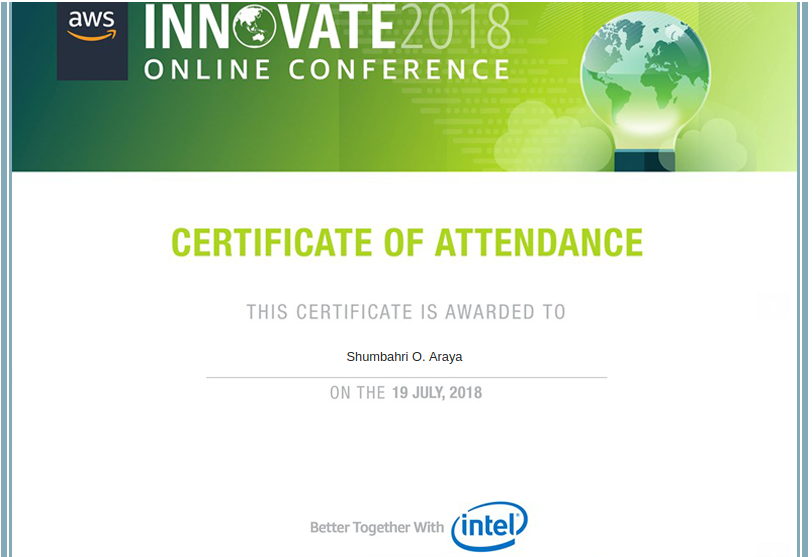 aws
INNOVATE2018
ONLINE CONFERENCE
CERTIFICATE OF ATTENDANCE
THIS CERTIFICATE IS AWARDED TO
Shumbahri O. Araya
ON THE 19 JULY, 2018
Better Together With intel